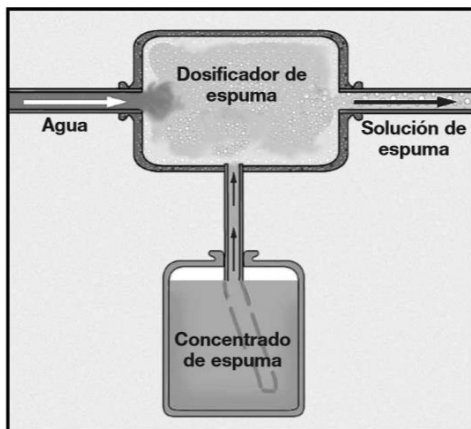 Dosificador de
espuma
Agua
Solución de
espuma
Concentrado
de espuma